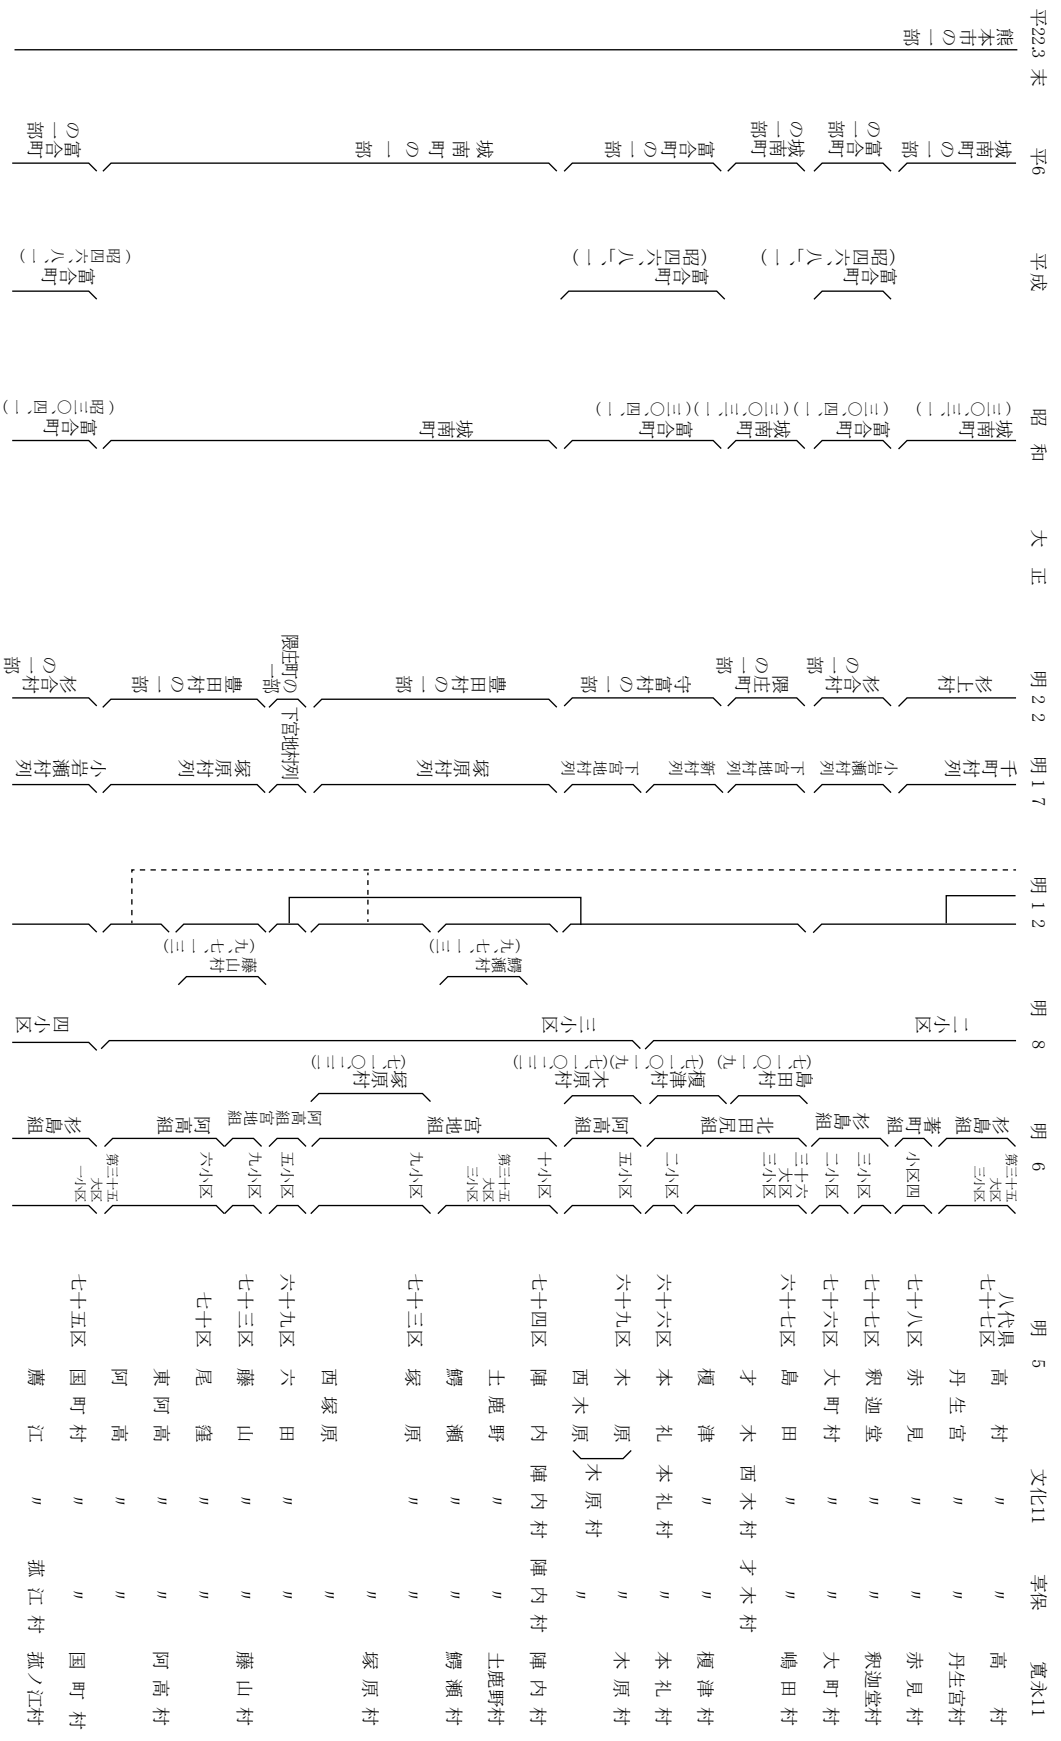 平22.3末
熊本市の一部
平6
城南町の一部
富合町の一部
城南町の一部
富合町の一部
城南町の一部
富合町の一部
平成
富合町
(昭四六、八、一)
富合町
(昭四六、八、一)
富合町
(昭四六、八、一)
昭和
城南町
(三〇、三、一)
富合町
(三〇、四、一)
城南町
(三〇、三、一)
富合町
(三〇、四、一)
城南町
富合町
(昭三〇、四、一)
大正
明22
杉上村
杉合村の一部
隈庄町の一部
守富村の一部
豊田村の一部
隈庄町の一部
豊田村の一部
杉合村の一部
明17
千町村列
小岩瀬村列
下宮地村列
新村列
下宮地村列
塚原村列
下宮地村列
塚原村列
小岩瀬村列
明12
鰐瀬村
(九、七、一三)
藤山村
(九、七、一三)
明8
二小区
三小区
四小区
島田村
(七、一〇、一九)
榎津村
(七、一〇、一九)
木原村
(七、一〇、一三)
塚原村
(七、一〇、二三)
明6
杉島組
著町組
杉島組
北田尻組
阿高組
宮地組
阿高組
宮地組
阿高組
杉島組
第三十五大区三小区
小区四
三小区
二小区
三十六大区三小区
二小区
五小区
十小区
第三十五大区三小区
九小区
五小区
九小区
六小区
第三十五大区一小区
明5
八代県七十七区
七十八区
七十七区
七十六区
六十七区
六十六区
六十九区
七十四区
七十三区
六十九区
七十三区
七十区
七十五区
高村
丹生宮
赤見
釈迦堂
大町村
島田
才木
榎津
本礼
木原
西木原
陣内
土鹿野
鰐瀬
塚原
西塚原
六田
藤山
尾窪
東阿高
阿高
国町村
薦江
文化11
〃
〃
〃
〃
〃
〃
西木村
〃
本礼村
木原村
陣内村
〃
〃
〃
〃
〃
〃
〃
〃
〃
〃
享保
〃
〃
〃
〃
〃
〃
才木村
〃
〃
〃
〃
陣内村
〃
〃
〃
〃
〃
〃
〃
〃
〃
〃
〃
菰江村
寛永11
高村
丹生宮村
赤見村
釈迦堂村
大町村
嶋田村
榎津村
本礼村
木原村
陣内村
土鹿野村
鰐瀬村
塚原村
藤山村
阿高村
国町村
菰ノ江村